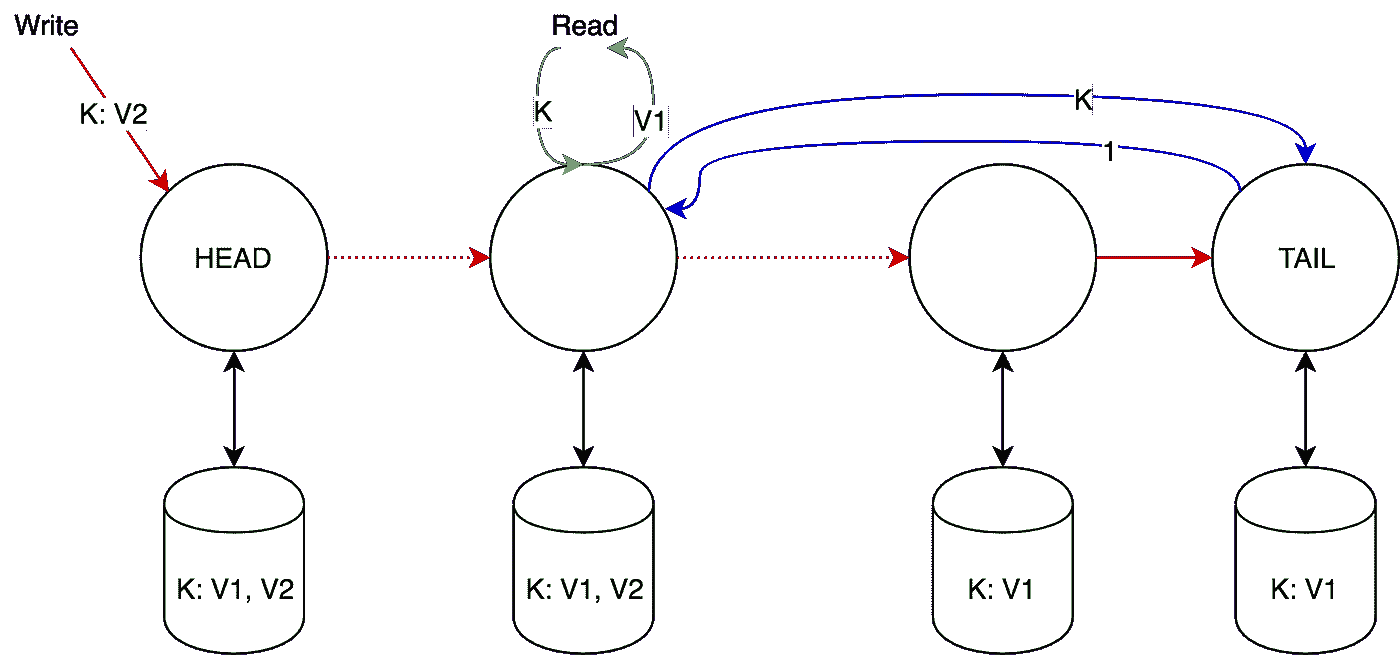 Write
Read
K: V2
K
V1
K
1
HEAD
TAIL
K: V1, V2
K: V1, V2
K: V1
K: V1